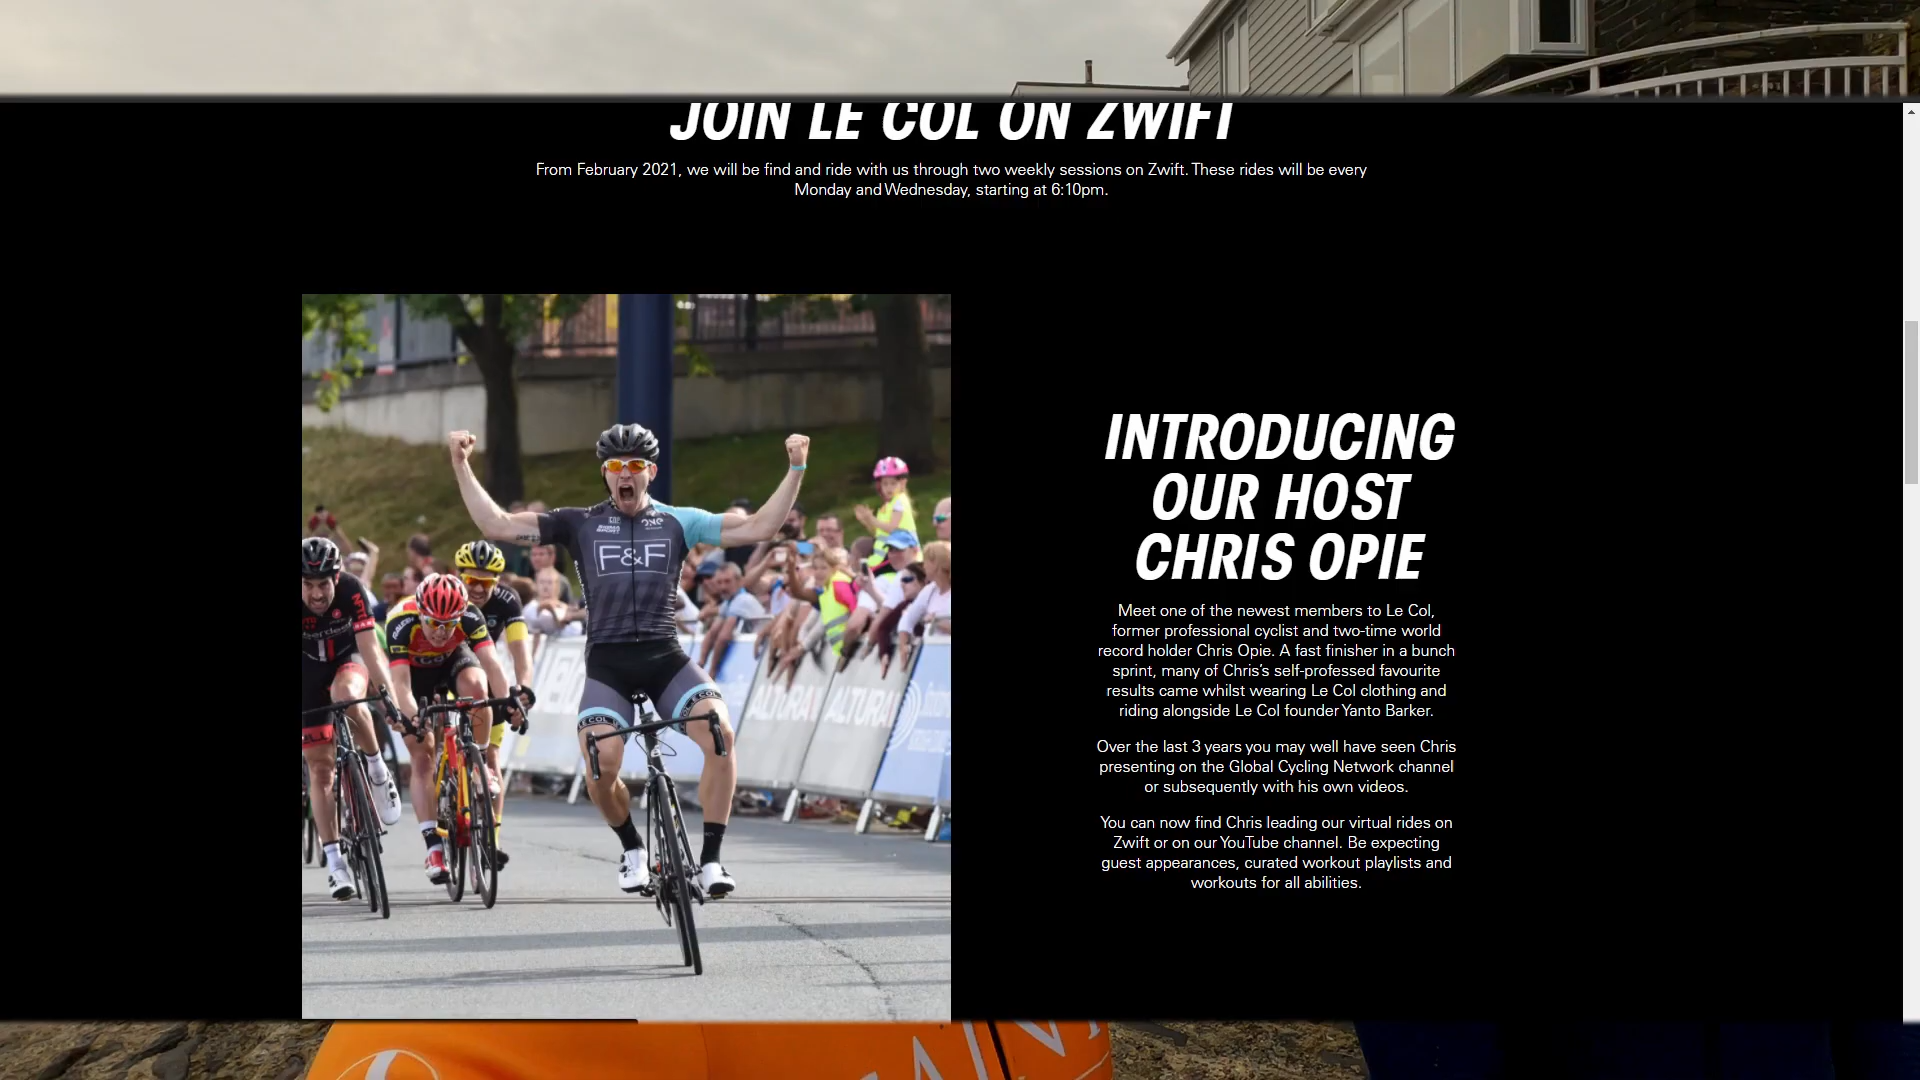 JOIN LE COL ON ZWIFT
From February 2021, we will be find and ride with us through two weekly sessions on Zwift. These rides will be every
Monday and Wednesday, starting at 6:10pm.
INTRODUCING
OUR HOST
CHRIS OPIE
Meet one of the newest members to Le Col,
former professional cyclist and two-time world
record holder Chris Opie. A fast finisher in a bunch
sprint, many of Chris's self-professed favourite
results came whilst wearing Le Col clothing and
riding alongside Le Col founder Yanto Barker.
Over the last 3 years you may well have seen Chris
presenting on the Global Cycling Network channel
or subsequently with his own videos.
You can now find Chris leading our virtual rides on
Zwift or on our YouTube channel. Be expecting
guest appearances, curated workout playlists and
workouts for all abilities.
ONE
F&F
ALTURA
ALTURA
LE COL
LE COL